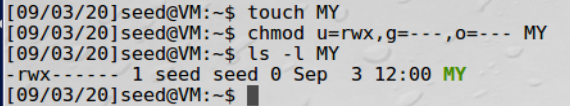 [09/03/20]seed@VM:~$ touch MY
[09/03/20]seed@VM:~$ chmod u=rwx,g=---,o=--- MY
[09/03/20]seed@VM:~$ ls -l MY
-rwx------ 1 seed seed 0 Sep  3 12:00 MY
[09/03/20]seed@VM:~$